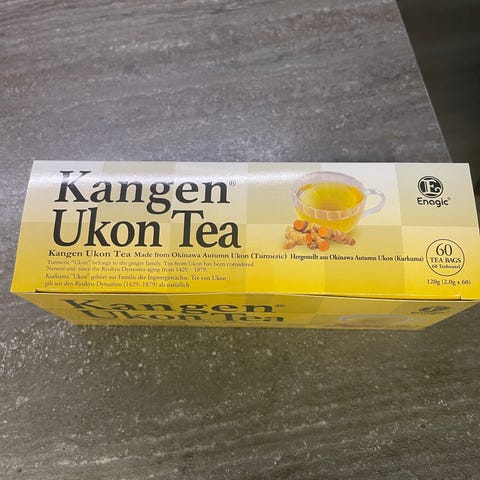 Kangen®
Ukon Tea
Enagic®
Kangen Ukon Tea Made from Okinawa Autumn Ukon (Turmeric) Hergestellt aus Okinawa Autumn Ukon (Kurkuma)
Turmeric "Ukon" belongs to the ginger family. Tea from Ukon has been considered
Natural and since the Ryukyu Dynasties aging from 1429 - 1879.
Kurkuma "Ukon" gehört zur Familie der Ingwergewächse. Tee von Ukon
gilt seit den Ryukyu-Dynastien (1429- 1879) als natürlich
60
TEA BAGS
60 Teebeutel
120g (2.0g x 60)
Kangen®
Ukon Tea
Enagic